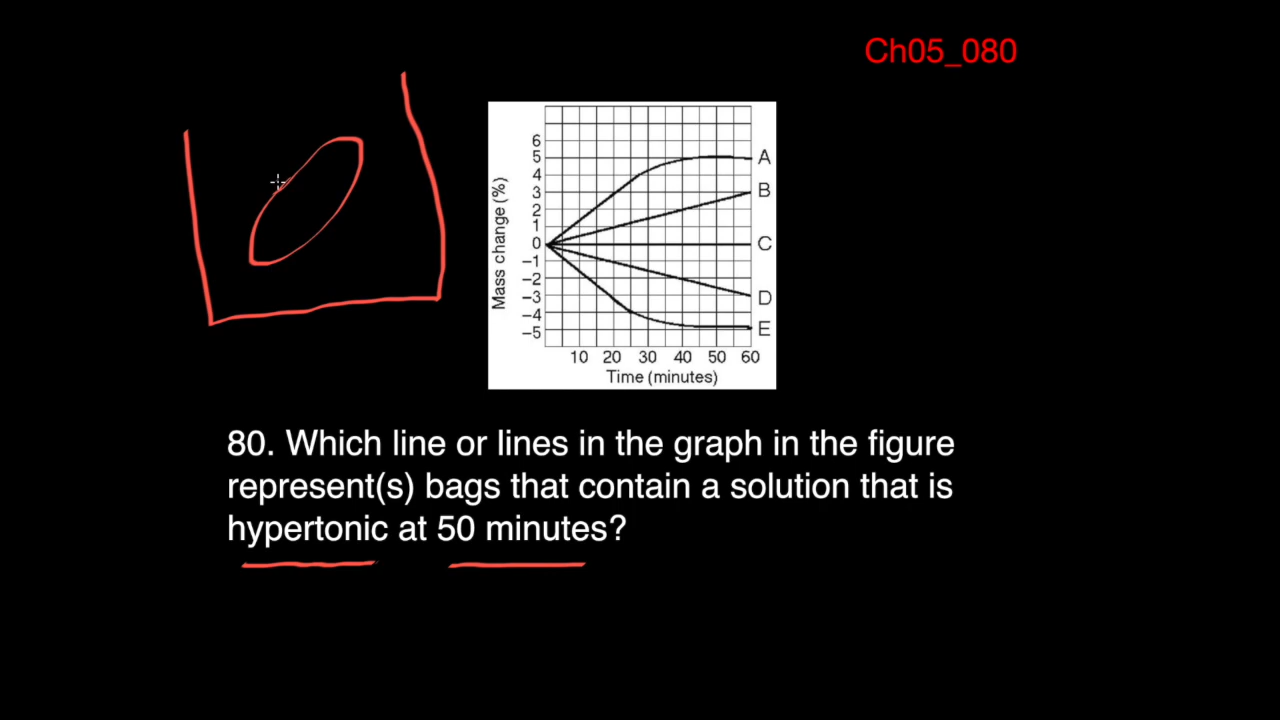 Ch05_080
6
5
4
3
2
1
0
−1
−2
−3
−4
−5
Mass change (%)
A
B
C
D
E
10 20 30 40 50 60
Time (minutes)
80. Which line or lines in the graph in the figure
represent(s) bags that contain a solution that is
hypertonic at 50 minutes?